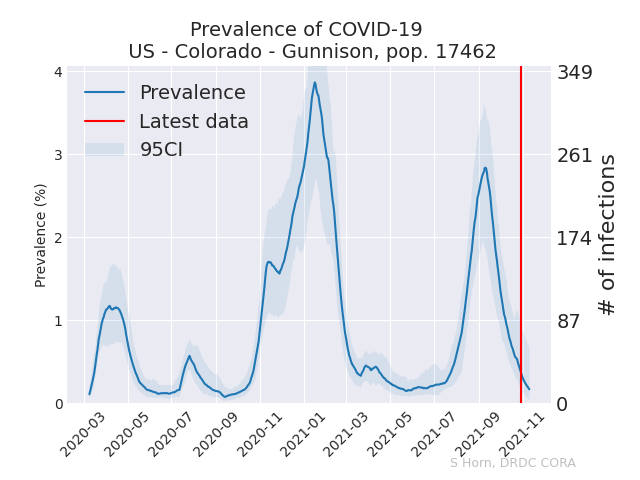 Prevalence of COVID-19
US - Colorado - Gunnison, pop. 17462
Prevalence
Latest data
95CI
Prevalence (%)
4
3
2
1
0
349
261
174
87
0
# of infections
2020-03
2020-05
2020-07
2020-09
2020-11
2021-01
2021-03
2021-05
2021-07
2021-09
2021-11
S Horn, DRDC CORA